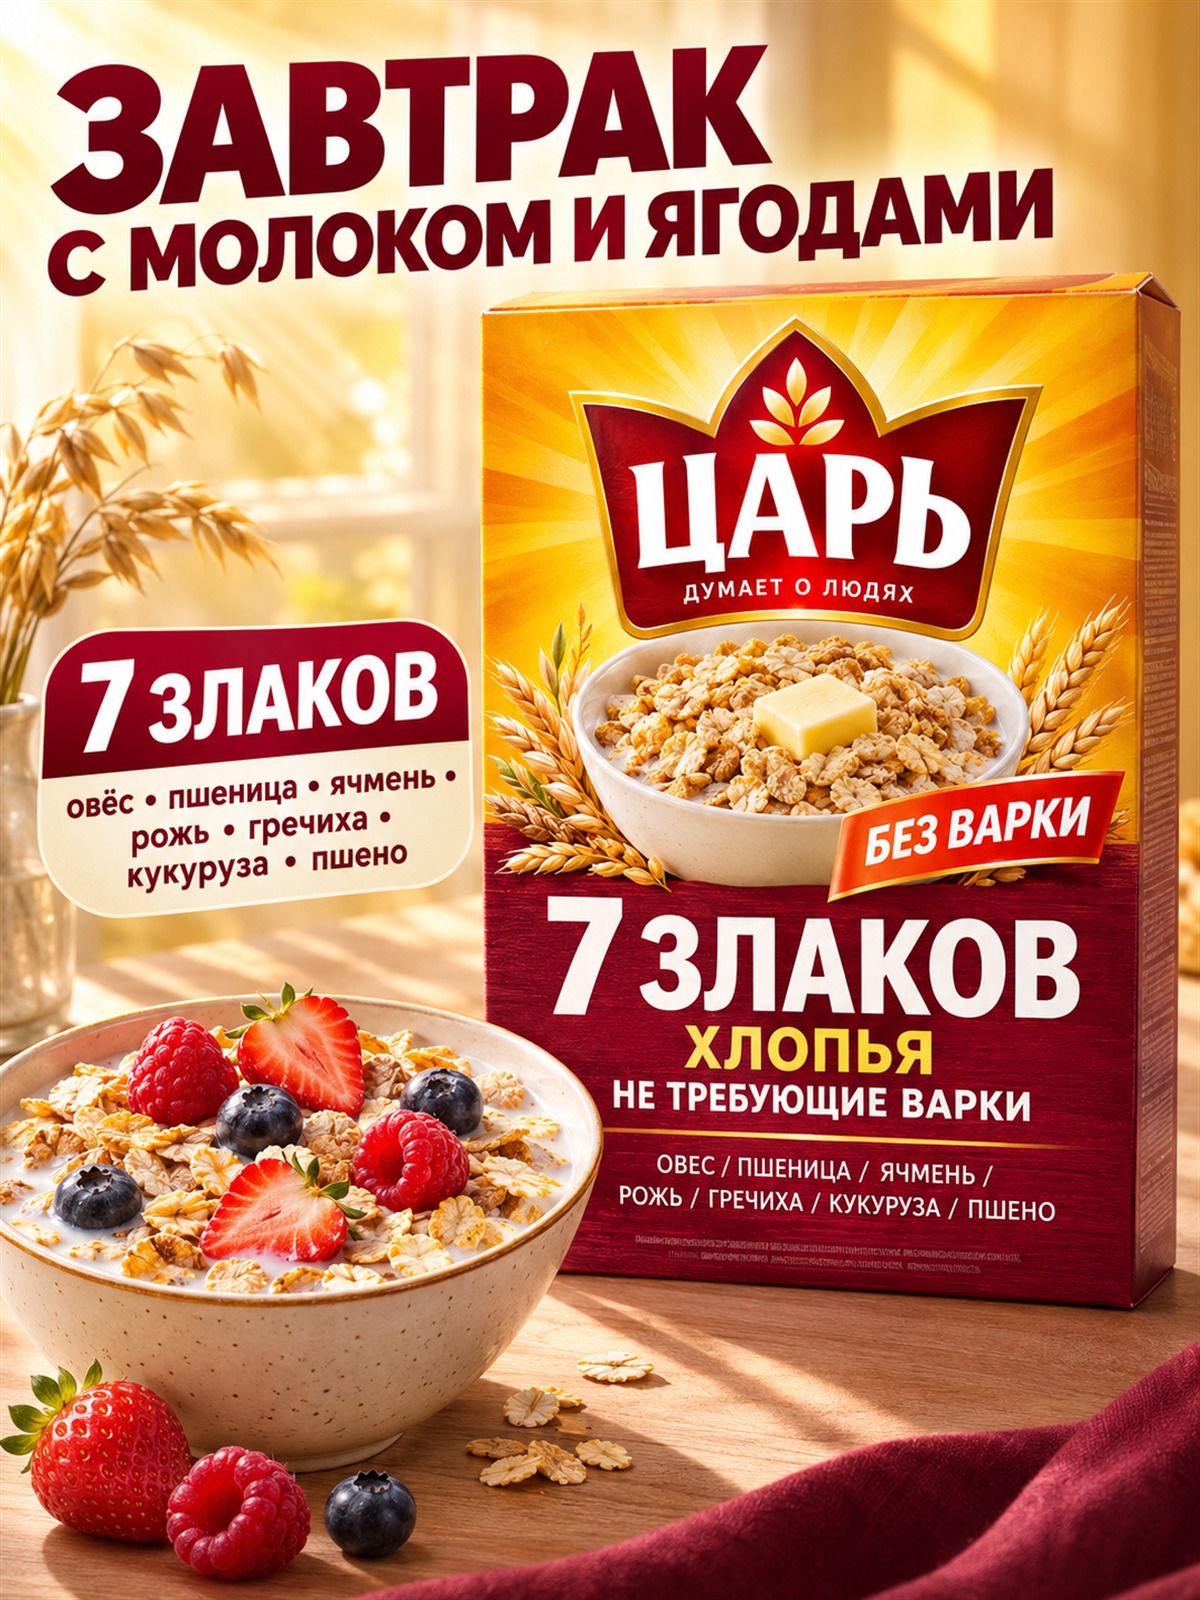 ЗАВТРАК
С МОЛОКОМ И ЯГОДАМИ
ЦАРЬ
ДУМАЕТ О ЛЮДЯХ
7 ЗЛАКОВ
овёс • пшеница • ячмень •
рожь • гречиха •
кукуруза • пшено
БЕЗ ВАРКИ
7 ЗЛАКОВ
ХЛОПЬЯ
НЕ ТРЕБУЮЩИЕ ВАРКИ
ОВЕС / ПШЕНИЦА / ЯЧМЕНЬ /
РОЖЬ / ГРЕЧИХА / КУКУРУЗА / ПШЕНО